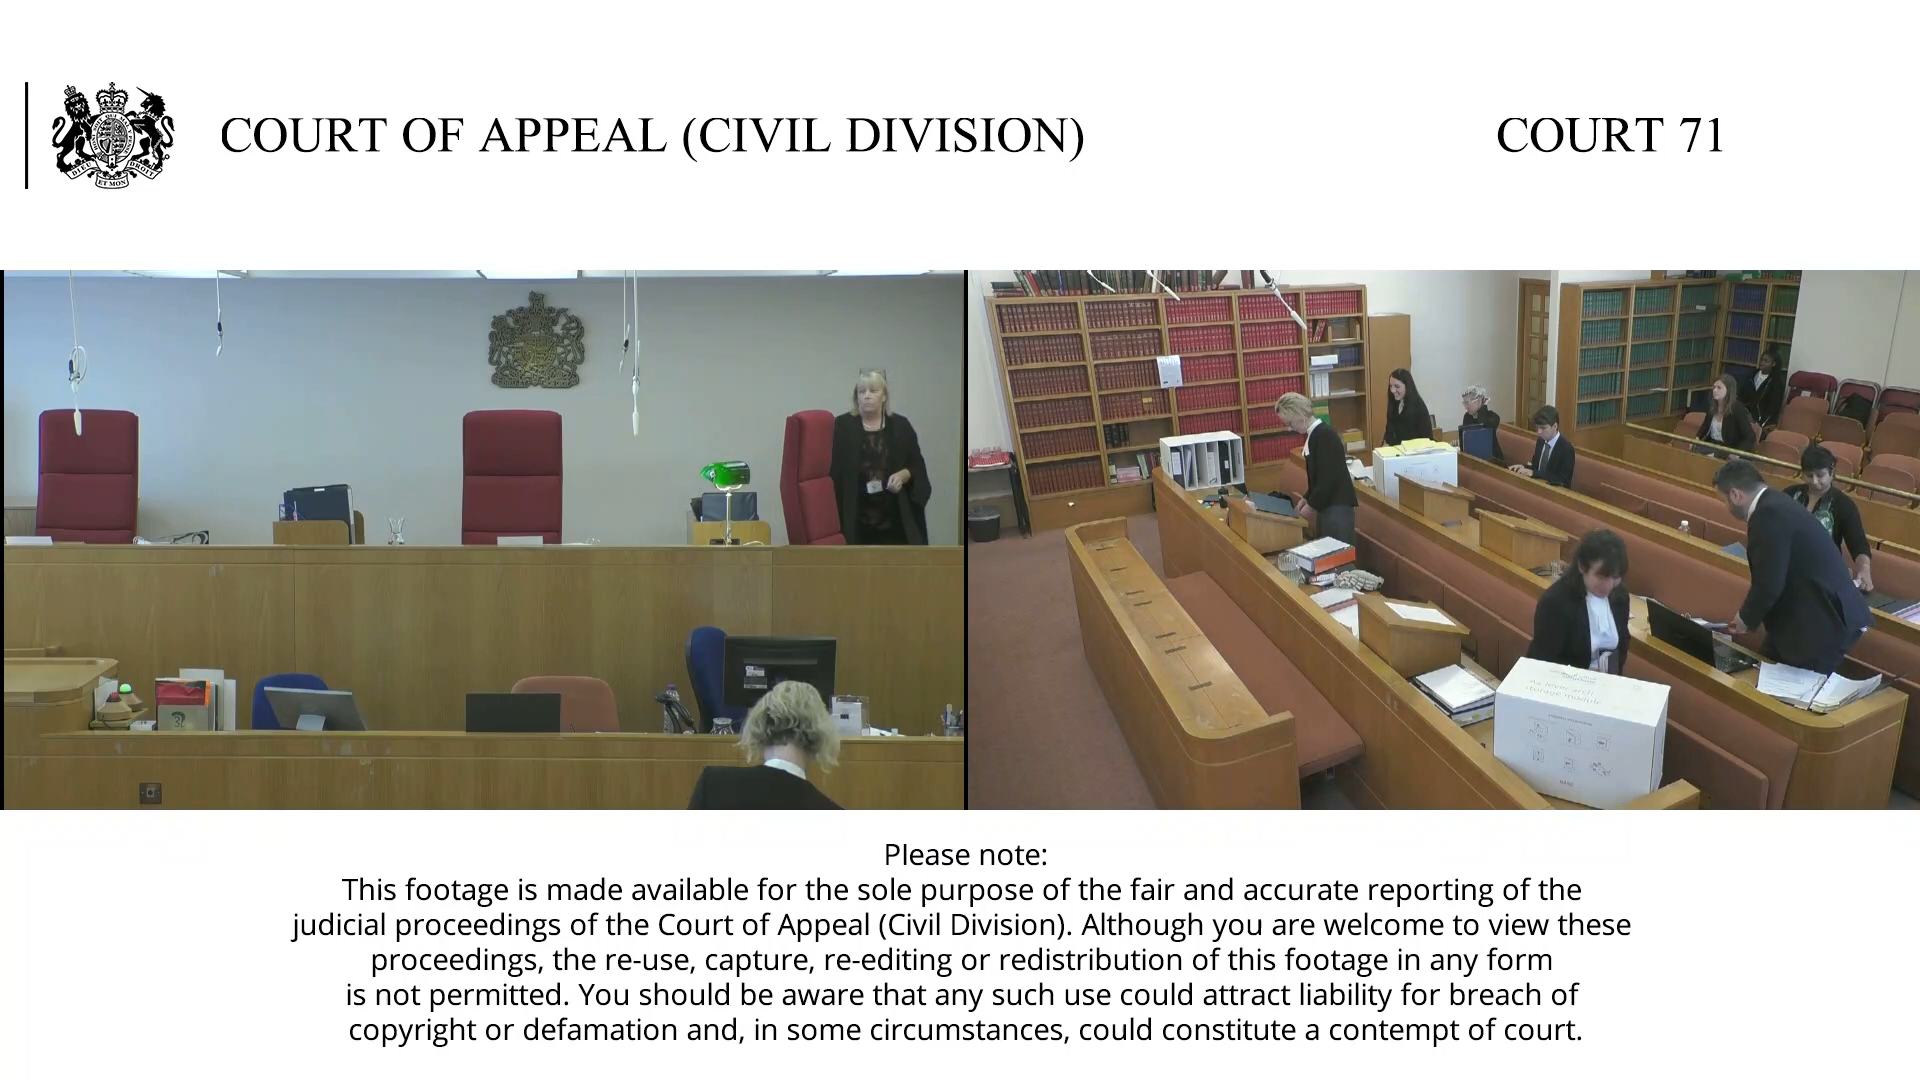 COURT OF APPEAL (CIVIL DIVISION)
COURT 71
DIEU ET MON DROIT
Please note:
This footage is made available for the sole purpose of the fair and accurate reporting of the
judicial proceedings of the Court of Appeal (Civil Division). Although you are welcome to view these
proceedings, the re-use, capture, re-editing or redistribution of this footage in any form
is not permitted. You should be aware that any such use could attract liability for breach of
copyright or defamation and, in some circumstances, could constitute a contempt of court.